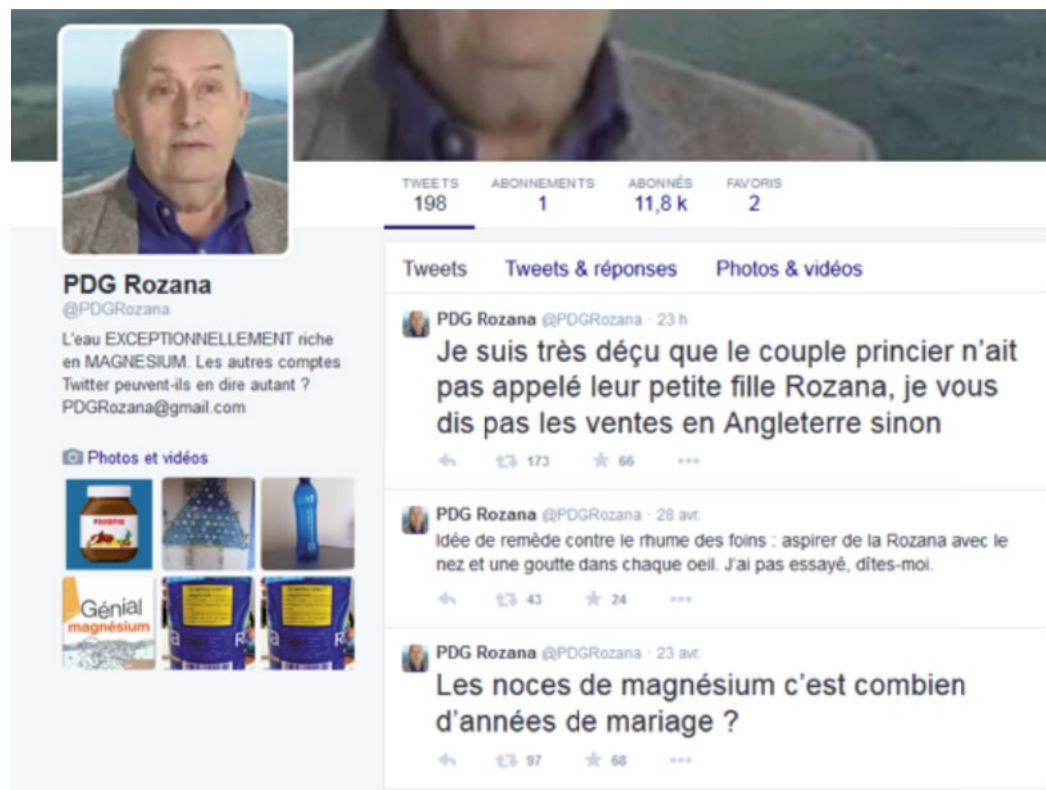 TWEETS ABONNEMENTS ABONNÉS FAVORIS
198 1 11,8 k 2
PDG Rozana
@PDGRozana
L'eau EXCEPTIONNELLEMENT riche
en MAGNESIUM. Les autres comptes
Twitter peuvent-ils en dire autant ?
PDGRozana@gmail.com
Photos et vidéos
rozana
Génial
magnésium
Tweets Tweets & réponses Photos & vidéos
PDG Rozana @PDGRozana · 23 h
Je suis très déçu que le couple princier n'ait
pas appelé leur petite fille Rozana, je vous
dis pas les ventes en Angleterre sinon
173 66
PDG Rozana @PDGRozana · 28 avr.
Idée de remède contre le rhume des foins : aspirer de la Rozana avec le
nez et une goutte dans chaque oeil. J'ai pas essayé, dîtes-moi.
43 24
PDG Rozana @PDGRozana · 23 avr.
Les noces de magnésium c'est combien
d'années de mariage ?
97 68